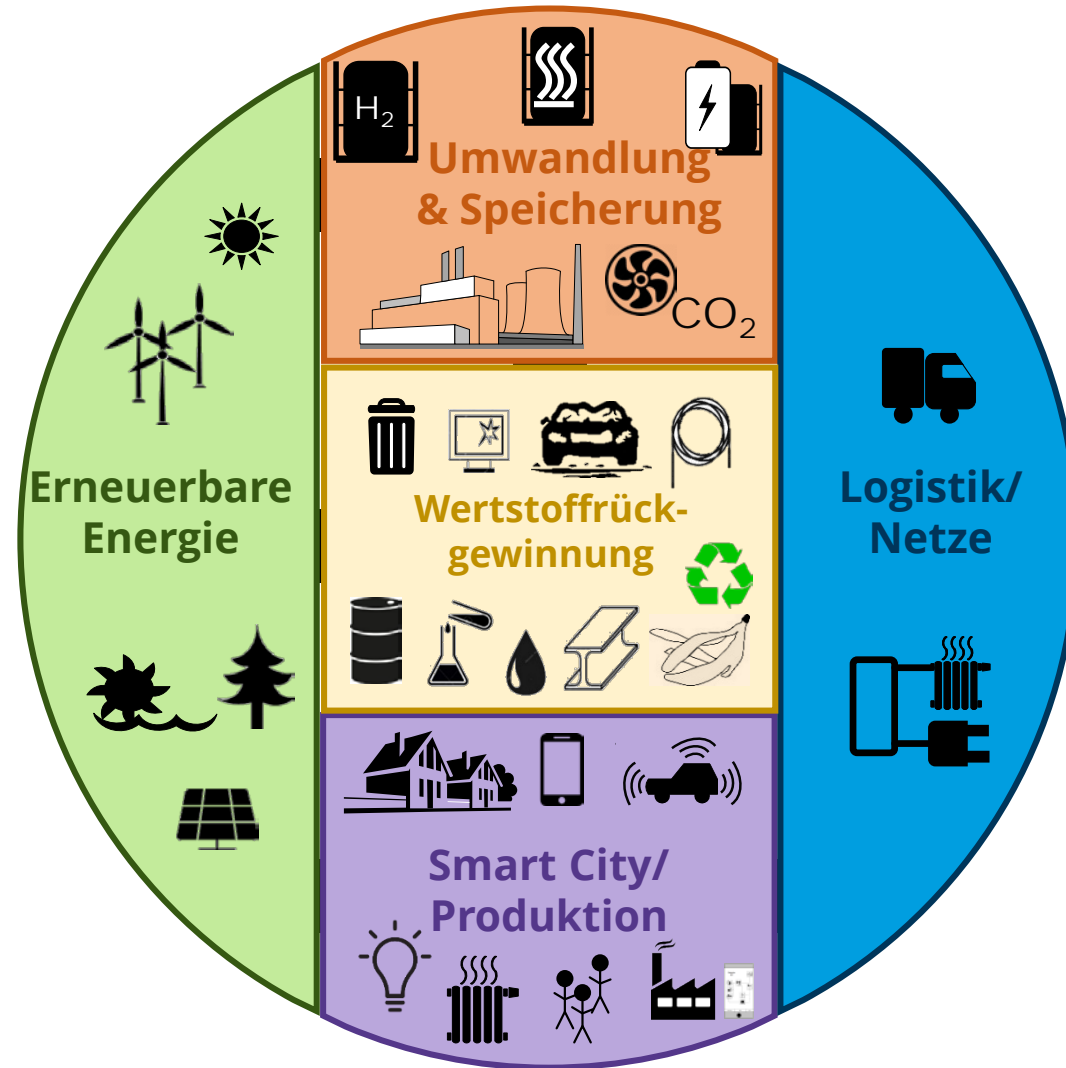 H₂
Umwandlung
& Speicherung
CO₂
Erneuerbare
Energie
Wertstoffrück-
gewinnung
Logistik/
Netze
Smart City/
Produktion